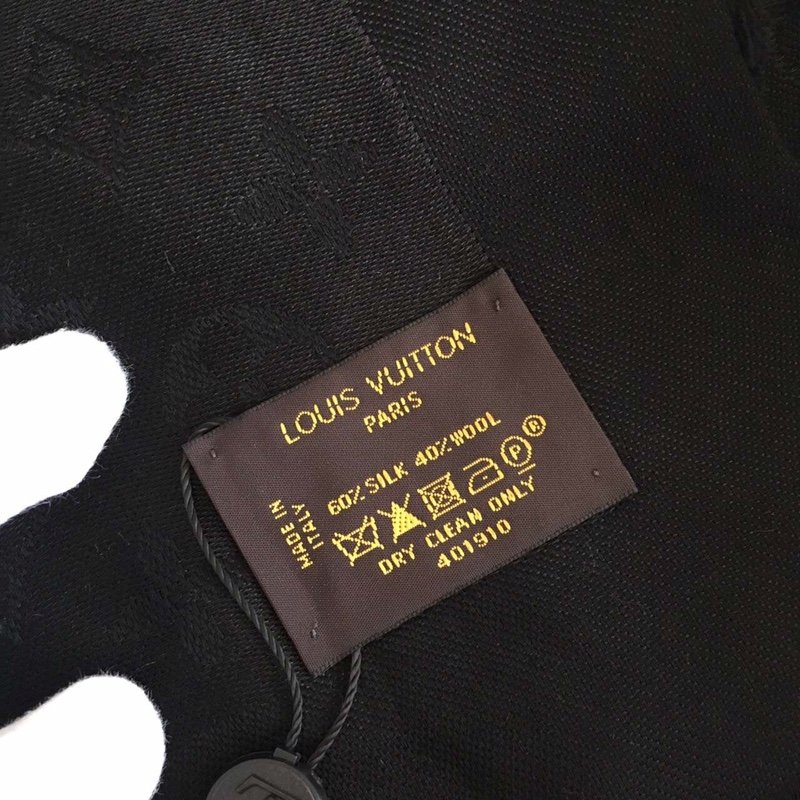 LOUIS VUITTON
PARIS
60% SILK 40% WOOL
MADE IN
ITALY
P ®
DRY CLEAN ONLY
401910